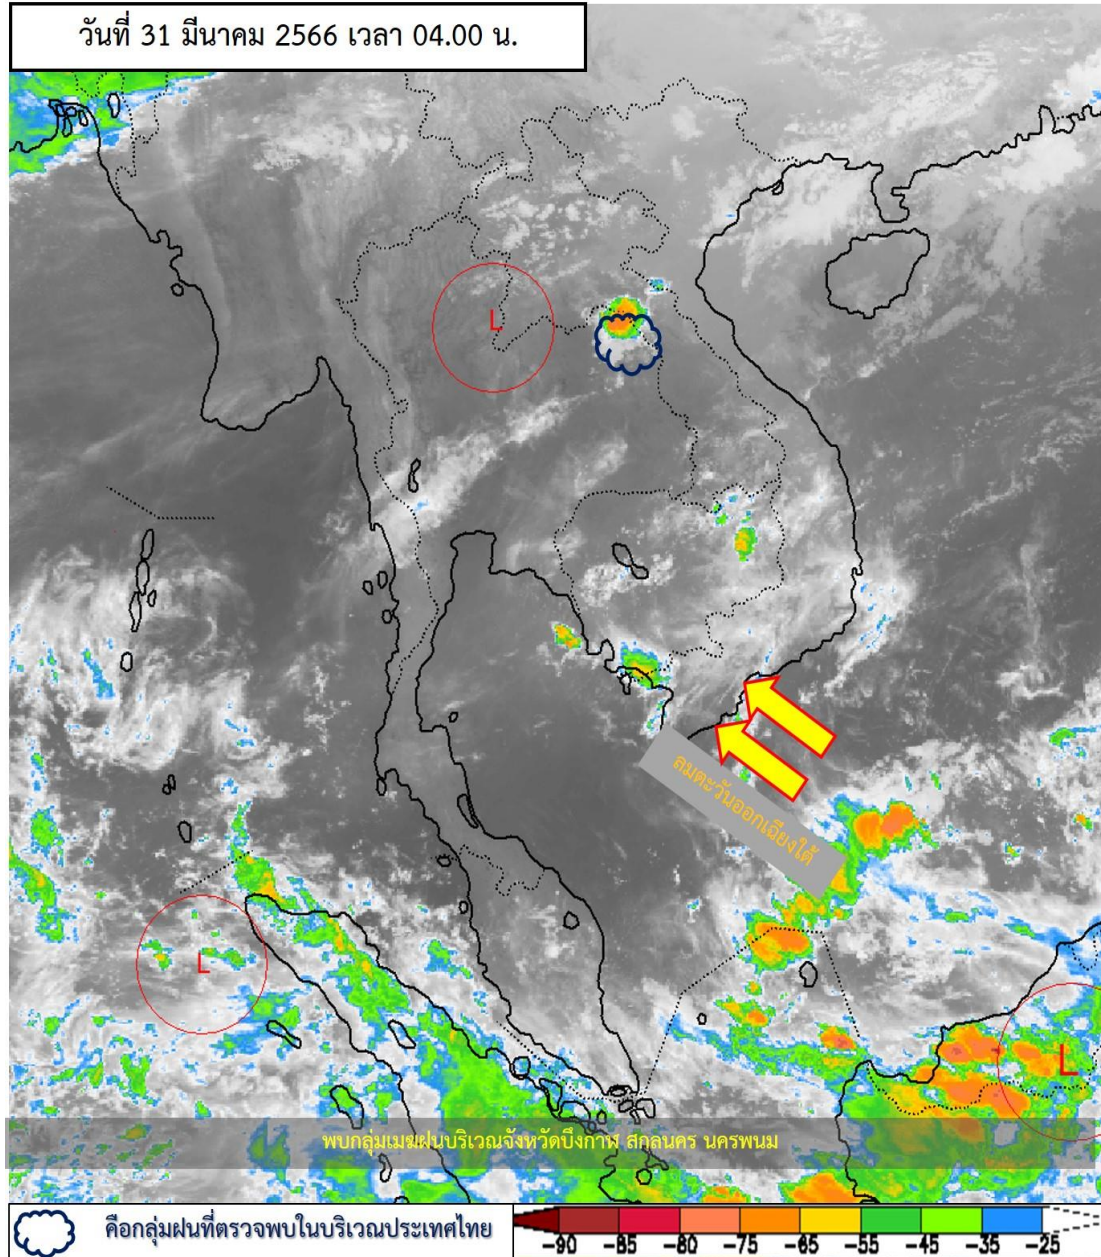 วันที่ 31 มีนาคม 2566 เวลา 04.00 น.
L
ลมตะวันออกเฉียงใต้
L
L
พบกลุ่มเมฆฝนบริเวณจังหวัดบึงกาฬ สกลนคร นครพนม
คือกลุ่มฝนที่ตรวจพบในบริเวณประเทศไทย
-90 -85 -80 -75 -65 -55 -45 -35 -25